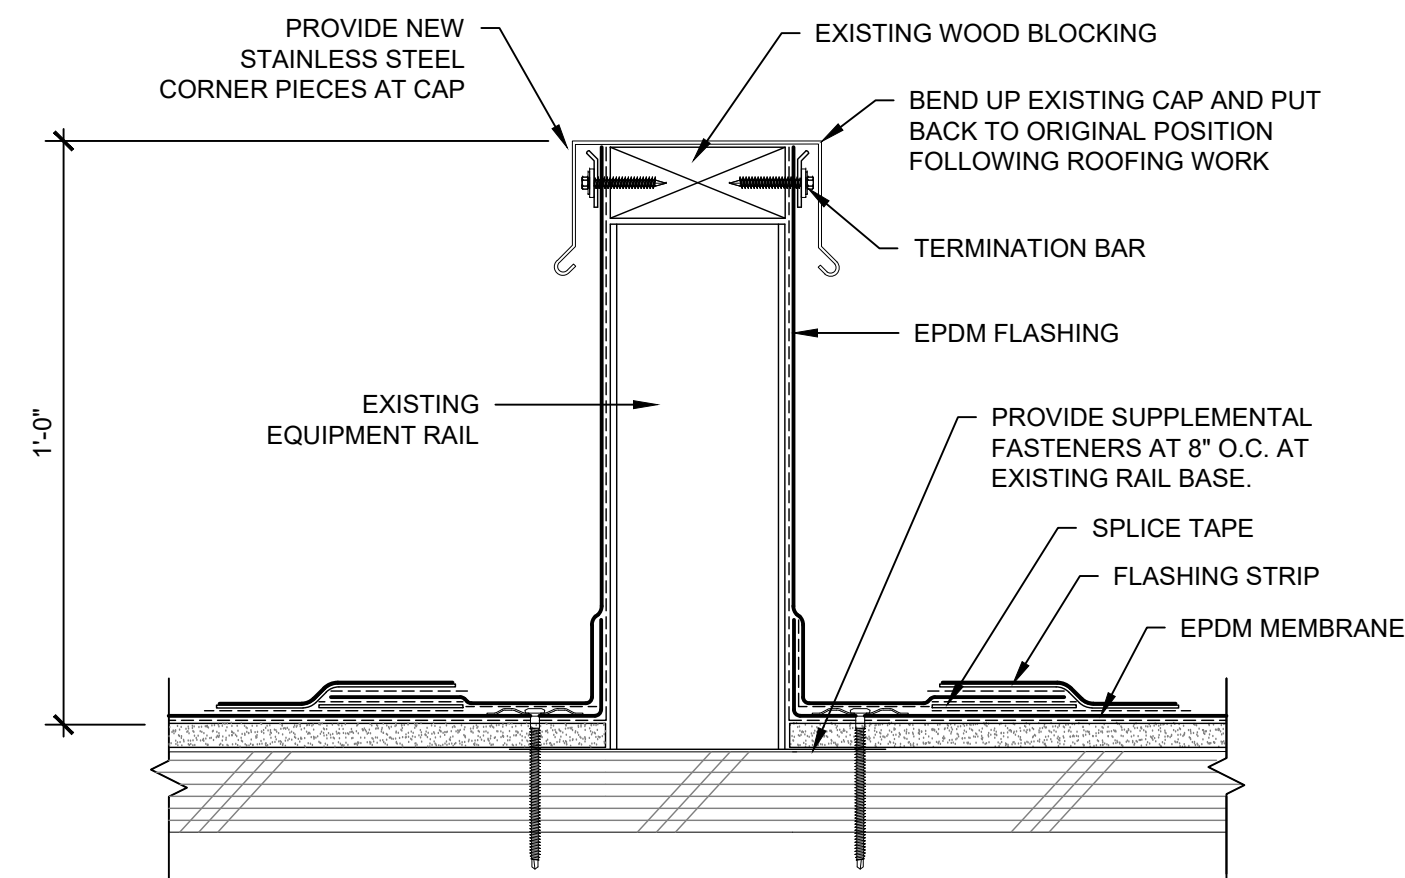 PROVIDE NEW
STAINLESS STEEL
CORNER PIECES AT CAP
EXISTING WOOD BLOCKING
BEND UP EXISTING CAP AND PUT
BACK TO ORIGINAL POSITION
FOLLOWING ROOFING WORK
TERMINATION BAR
EPDM FLASHING
1'-0"
EXISTING
EQUIPMENT RAIL
PROVIDE SUPPLEMENTAL
FASTENERS AT 8" O.C. AT
EXISTING RAIL BASE.
SPLICE TAPE
FLASHING STRIP
EPDM MEMBRANE